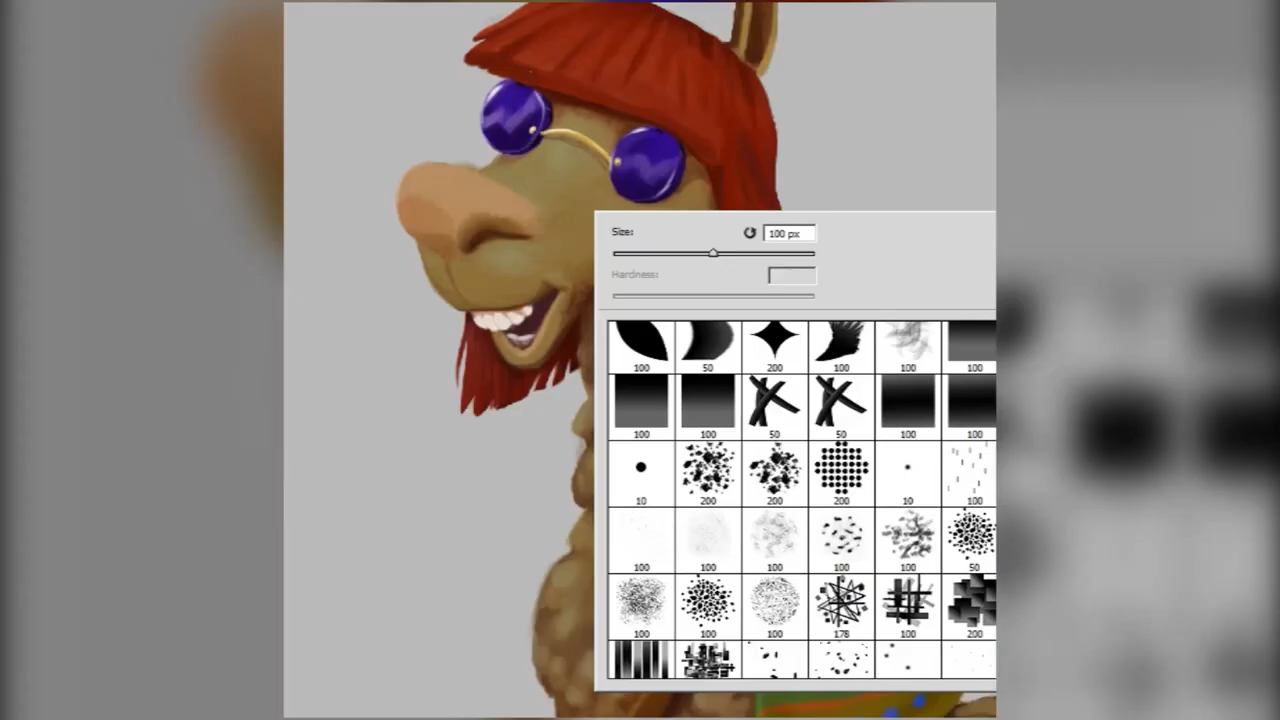 Size: 100 px
Hardness:
100 50 200 100 100 100
100 100 50 50 100 100
10 200 200 200 10 100
100 100 100 100 100 50
100 100 100 178 100 200